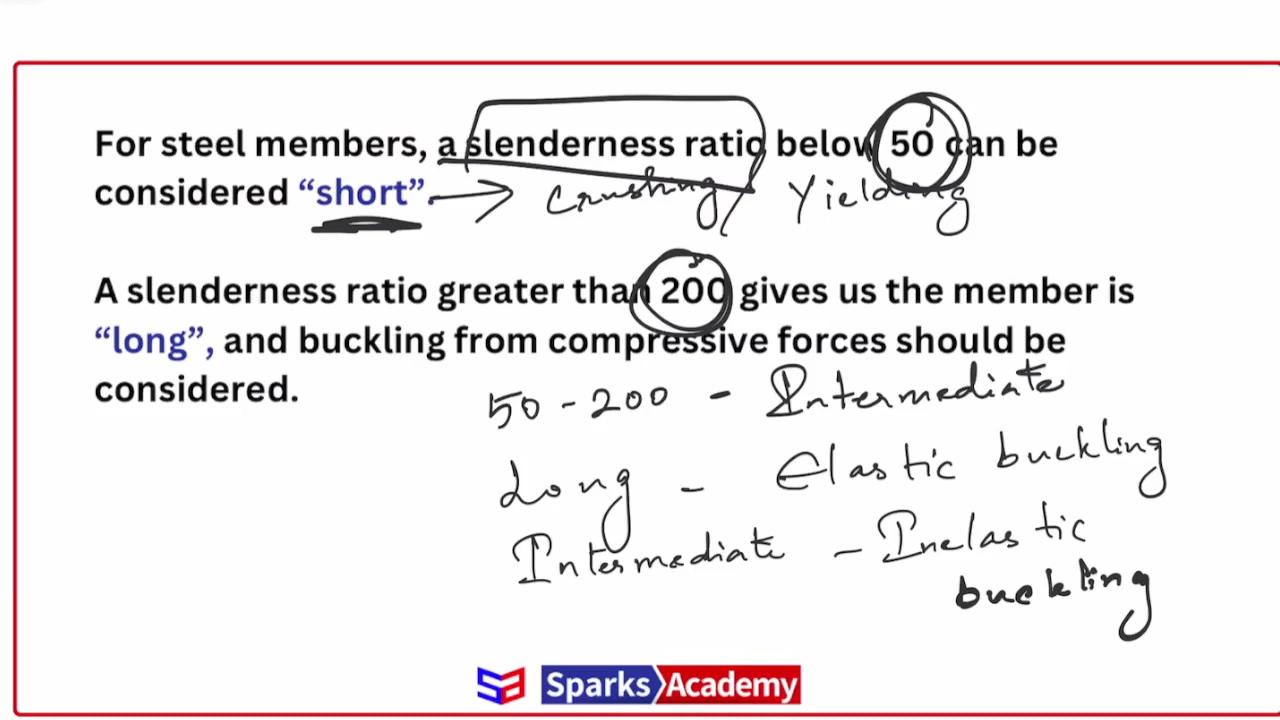 For steel members, a slenderness ratio below 50 can be
considered “short”. → Crushing/ Yielding
A slenderness ratio greater than 200 gives us the member is
“long”, and buckling from compressive forces should be
considered.
50 - 200 - Intermediate
Long - Elastic buckling
Intermediate - Inelastic
buckling
Sparks Academy